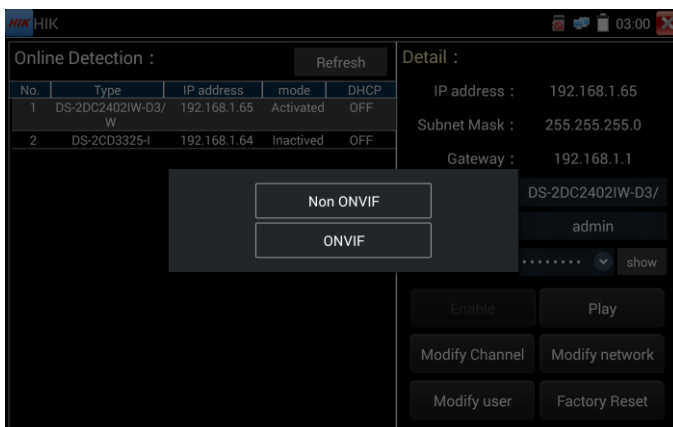 HIK HIK
03:00
Online Detection :
Refresh
No. Type IP address mode DHCP
1 DS-2DC2402IW-D3/ 192.168.1.65 Activated OFF
W
2 DS-2CD3325-I 192.168.1.64 Inactived OFF
Non ONVIF
ONVIF
Detail :
IP address : 192.168.1.65
Subnet Mask : 255.255.255.0
Gateway : 192.168.1.1
DS-2DC2402IW-D3/
admin
show
Enable Play
Modify Channel Modify network
Modify user Factory Reset